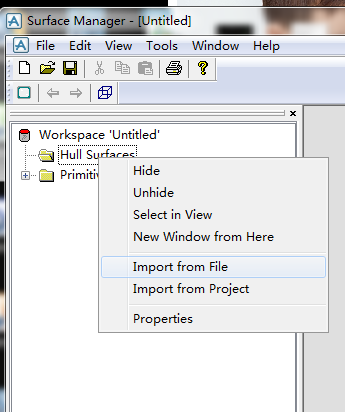 Surface Manager - [Untitled]
File Edit View Tools Window Help
Workspace 'Untitled'
Hull Surfaces
Hide
Unhide
Select in View
New Window from Here
Import from File
Import from Project
Properties